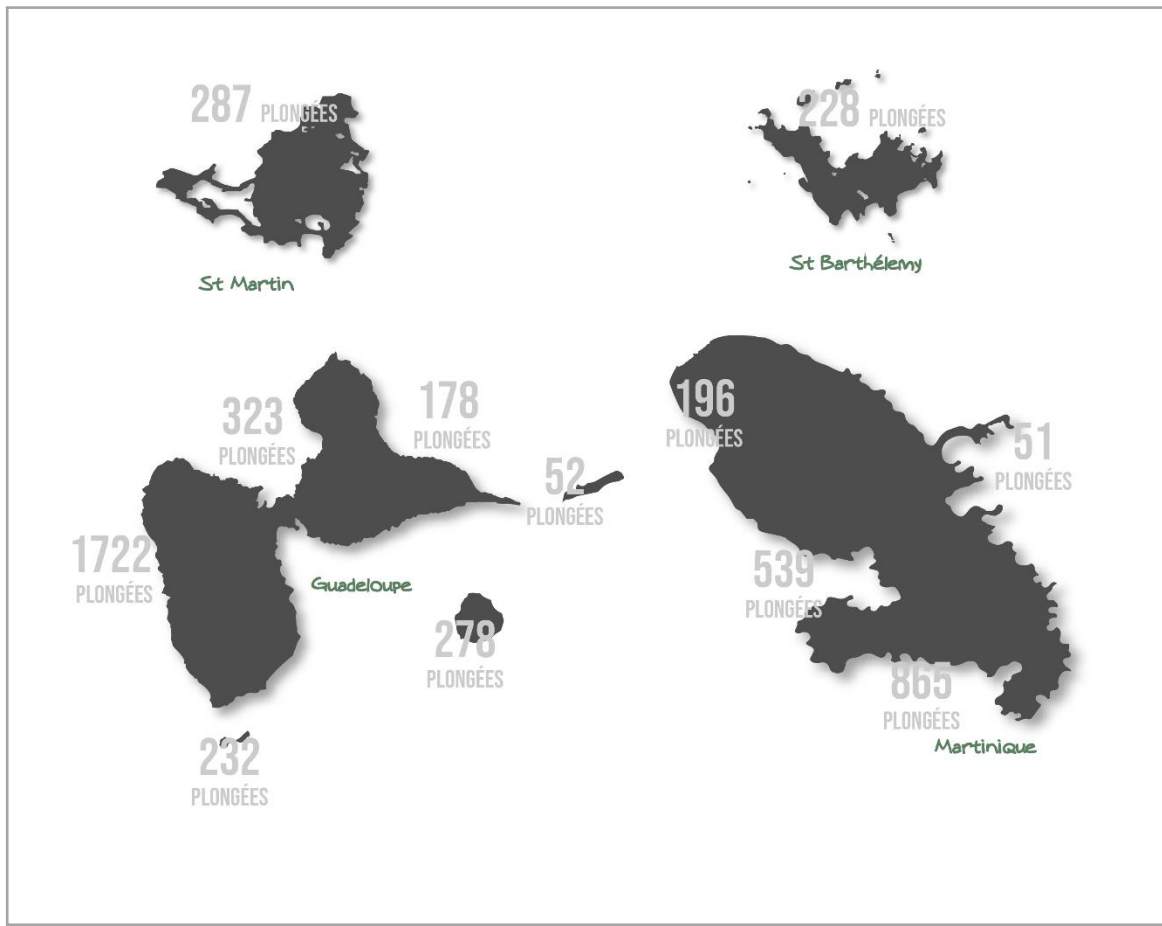 287 PLONGÉES
228 PLONGÉES
St Martin
St Barthélemy
323
PLONGÉES
178
PLONGÉES
52
PLONGÉES
196
PLONGÉES
51
PLONGÉES
1722
PLONGÉES
Guadeloupe
278
PLONGÉES
539
PLONGÉES
865
PLONGÉES
Martinique
232
PLONGÉES